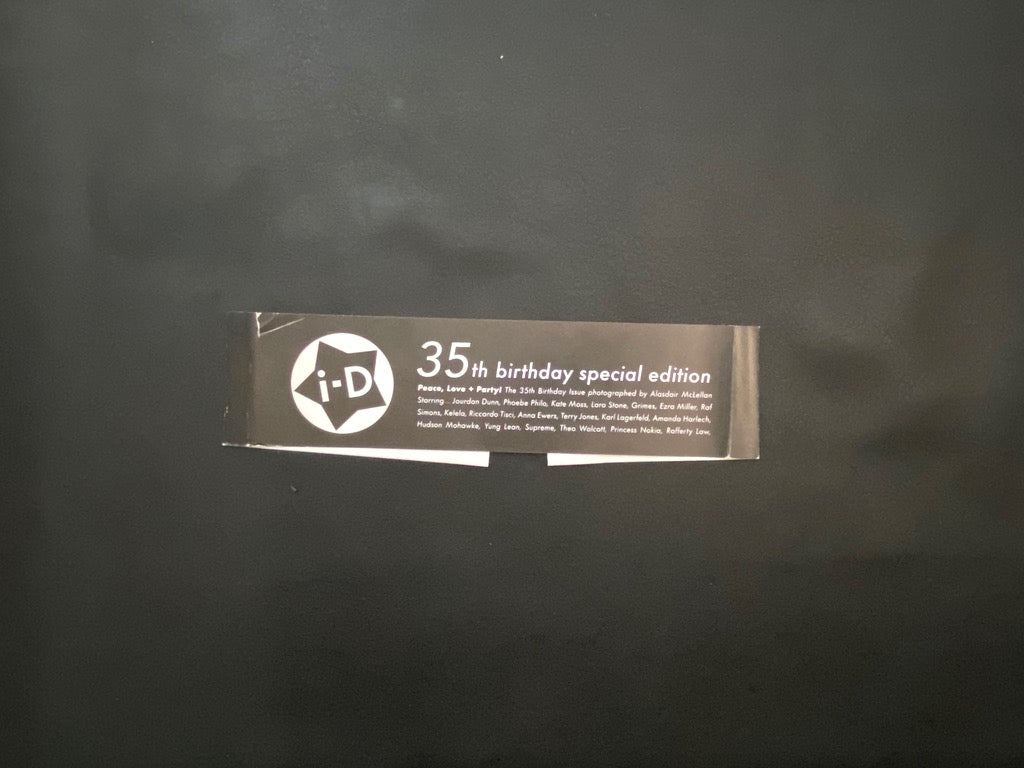 i-D
35th birthday special edition
Peace, Love + Party! The 35th Birthday Issue photographed by Alasdair McLellan
Starring... Jourdan Dunn, Phoebe Philo, Kate Moss, Lara Stone, Grimes, Ezra Miller, Raf
Simons, Kelela, Riccardo Tisci, Anna Ewers, Terry Jones, Karl Lagerfeld, Amanda Harlech,
Hudson Mohawke, Yung Lean, Supreme, Theo Walcott, Princess Nokia, Rafferty Law,